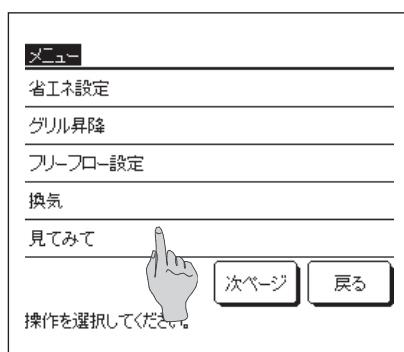 メニュー
省エネ設定
グリル昇降
フリーフロー設定
換気
見てみて
次ページ 戻る
操作を選択してください。